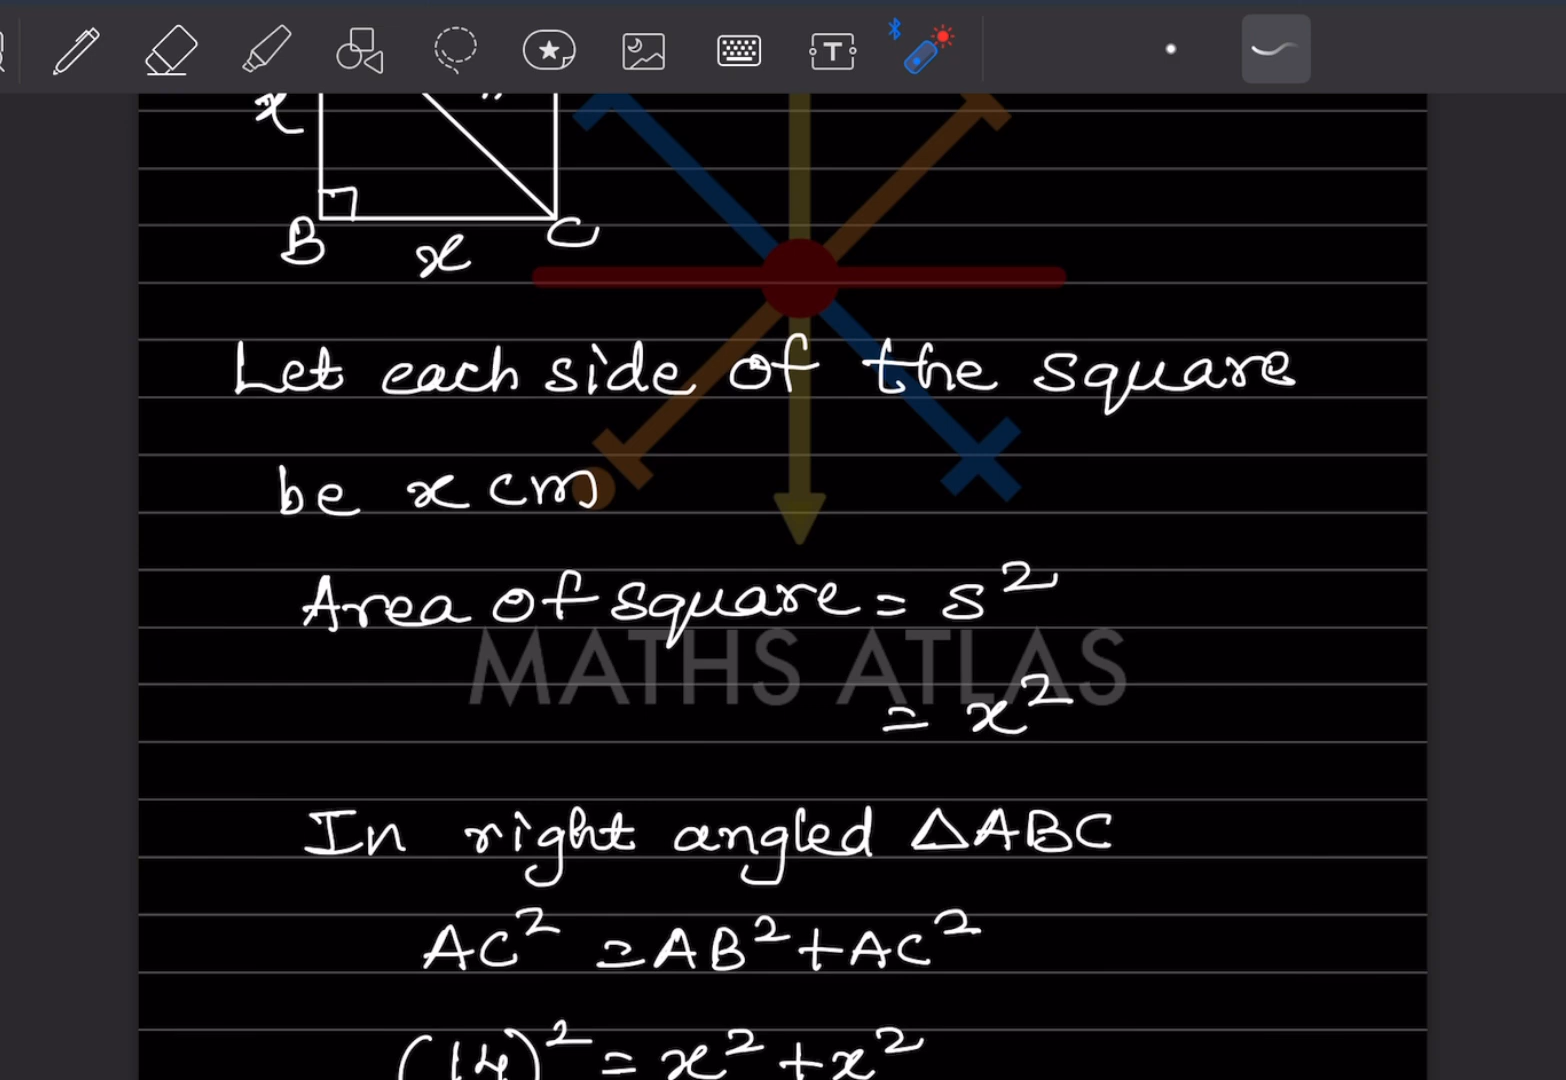 x
B
x
C
Let each side of the square
be x cm
Area of square = s²
MATHS ATLAS
= x²
In right angled △ABC
AC² = AB² + AC²
(14)² = x² + x²